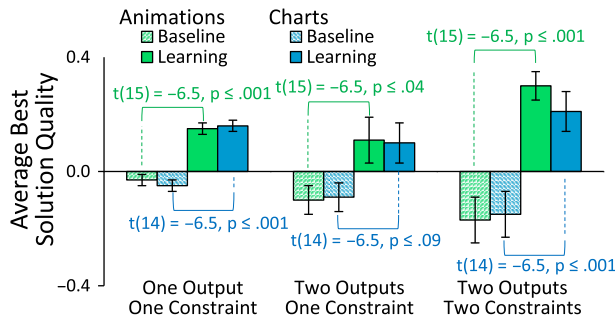 Animations Charts
Baseline Baseline
Learning Learning
Average Best
Solution Quality
0.4
0.0
−0.4
t(15) = −6.5, p ≤ .001
t(15) = −6.5, p ≤ .04
t(15) = −6.5, p ≤ .001
t(14) = −6.5, p ≤ .001
t(14) = −6.5, p ≤ .09
t(14) = −6.5, p ≤ .001
One Output
One Constraint
Two Outputs
One Constraint
Two Outputs
Two Constraints